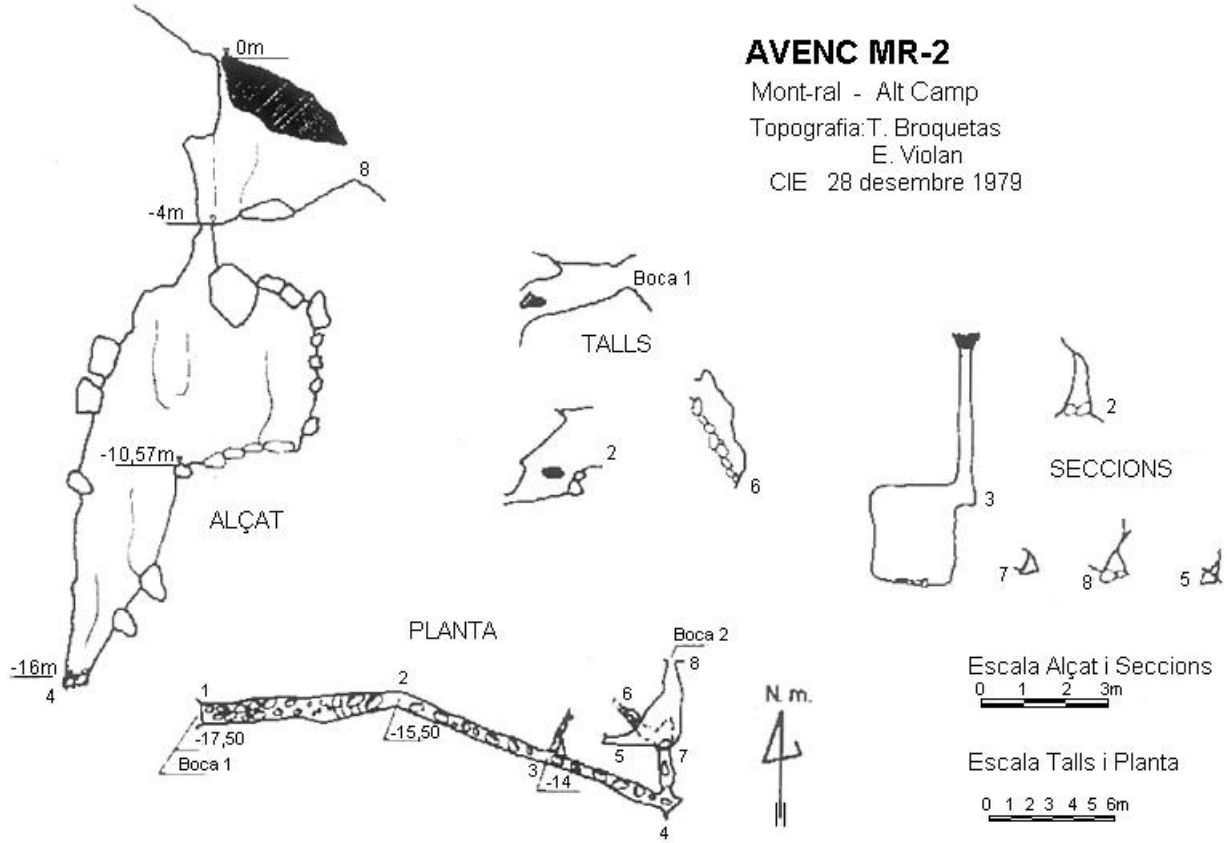 AVENC MR-2
Mont-ral - Alt Camp
Topografia: T. Broquetas
E. Violan
CIE 28 desembre 1979
0m
8
-4m
-10,57m
ALÇAT
-16m
4
Boca 1
TALLS
2
6
2
SECCIONS
3
7
8
5
PLANTA
1
2
-17,50
Boca 1
-15,50
3
-14
6
5
Boca 2
8
7
4
N. m.
Escala Alçat i Seccions
0 1 2 3m
Escala Talls i Planta
0 1 2 3 4 5 6m